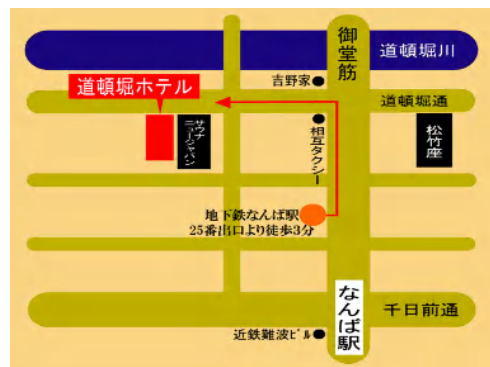 御堂筋
道頓堀川
吉野家
道頓堀ホテル
道頓堀通
サウナ
ニュージャパン
相互タクシー
松竹座
地下鉄なんば駅
25番出口より徒歩3分
なんば駅
千日前通
近鉄難波ビル